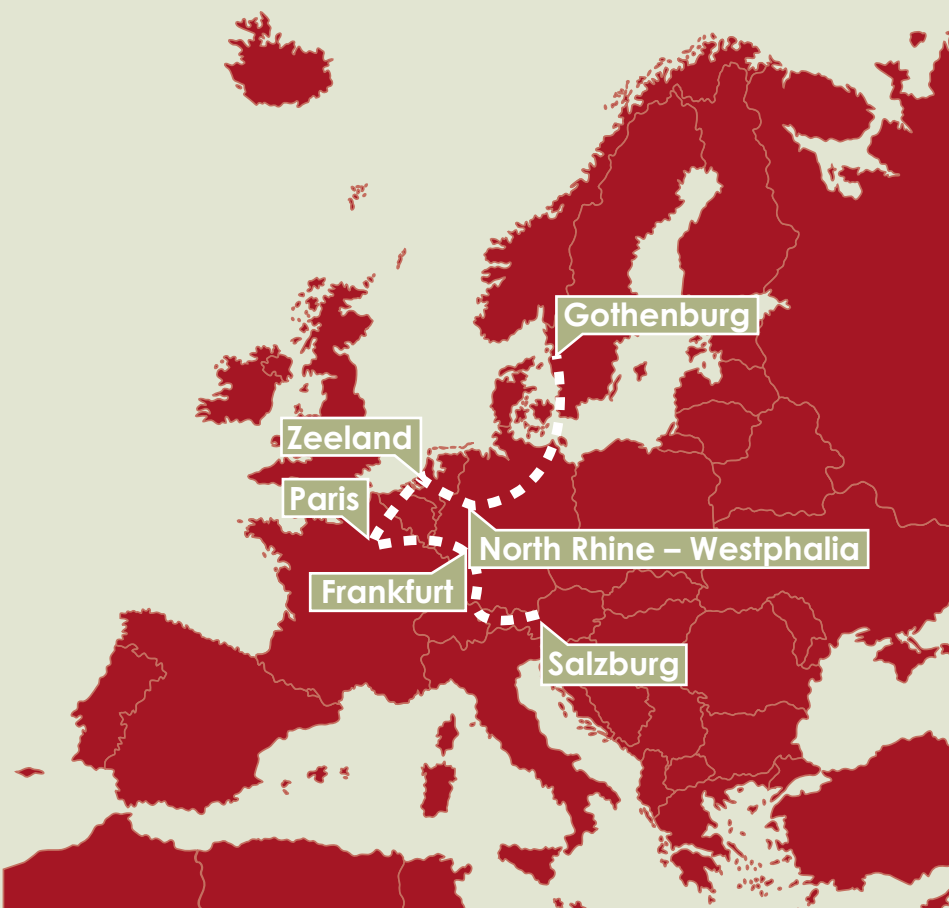 Gothenburg
Zeeland
Paris
North Rhine – Westphalia
Frankfurt
Salzburg